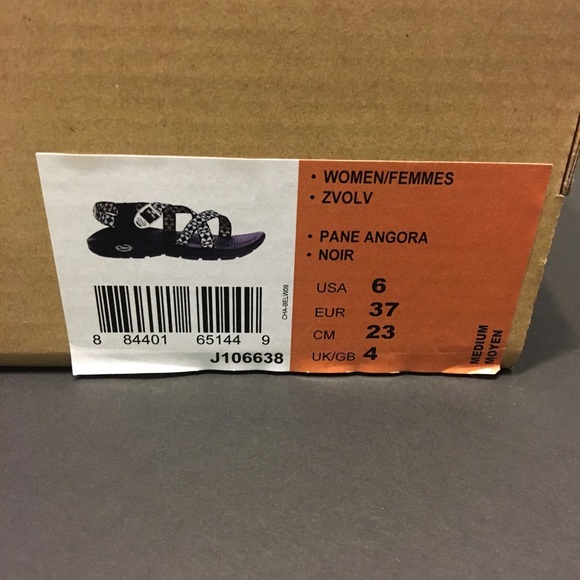 • WOMEN/FEMMES
• ZVOLV
• PANE ANGORA
• NOIR
USA 6
EUR 37
CM 23
UK/GB 4
MEDIUM
MOYEN
CHA-BELW09
8 84401 65144 9
J106638